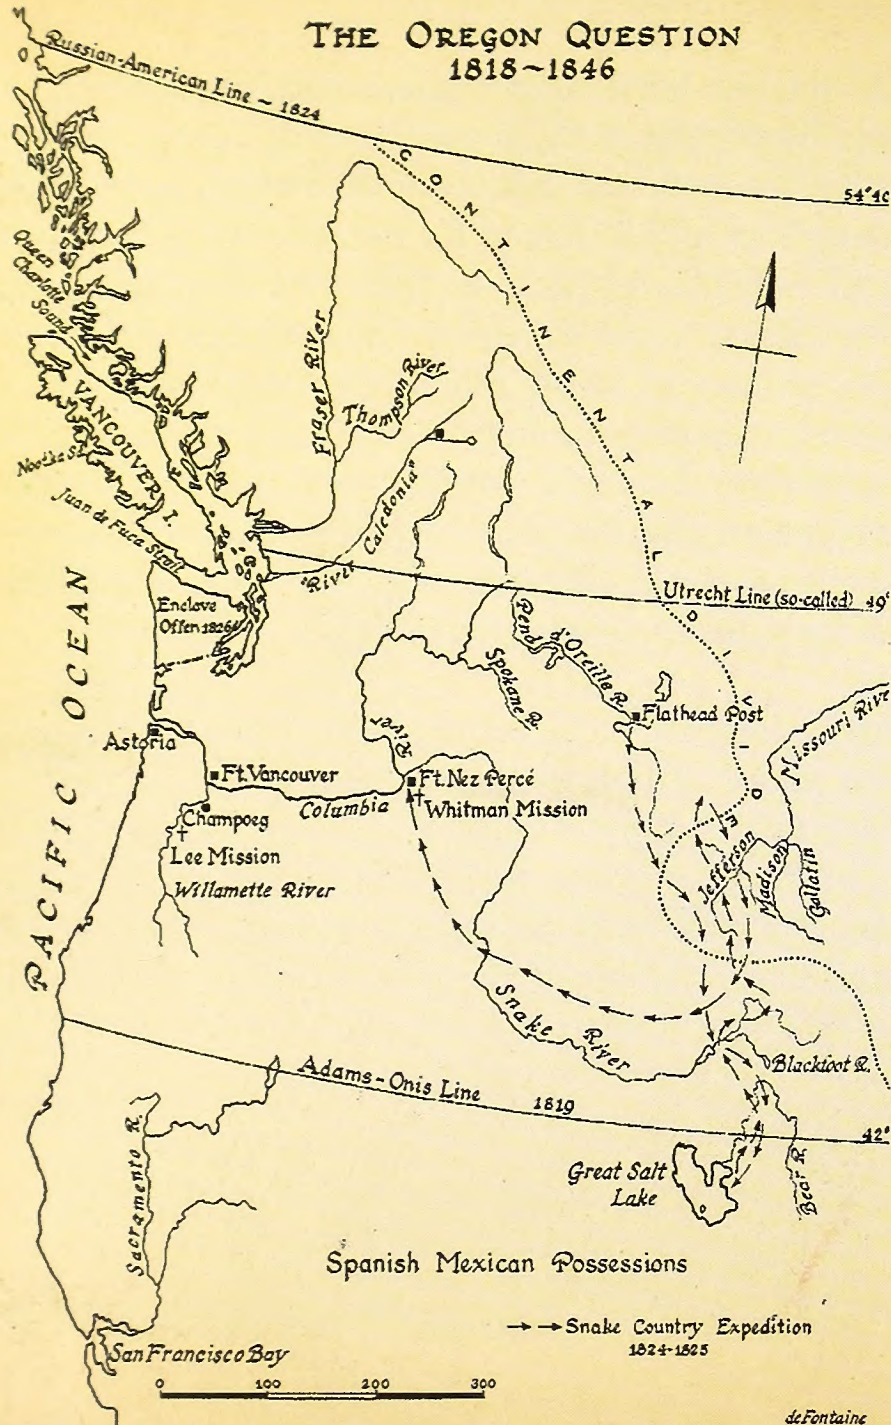 THE OREGON QUESTION
1818~1846
Russian-American Line ~ 1824
54°40
CONTINENTAL DIVIDE
Queen
Charlotte
Sound
VANCOUVER I.
Nootka Sd.
Juan de Fuca Strait
Fraser River
Thompson River
"River Caledonia"
Utrecht Line (so-called) 49°
Enclave
Offer 1826
PACIFIC OCEAN
Pend d'Oreille R.
Spokane R.
Flathead Post
Missouri Rive
River
Astoria
Ft. Vancouver
Columbia
Ft. Nez Percé
Whitman Mission
Champoeg
Lee Mission
Willamette River
Jefferson
Madison
Gallatin
Snake River
Blackfoot R.
Adams-Onis Line 1819
42°
Sacramento R.
Great Salt
Lake
Bear R.
Spanish Mexican Possessions
Snake Country Expedition
1824-1825
San Francisco Bay
0 100 200 300
deFontaine